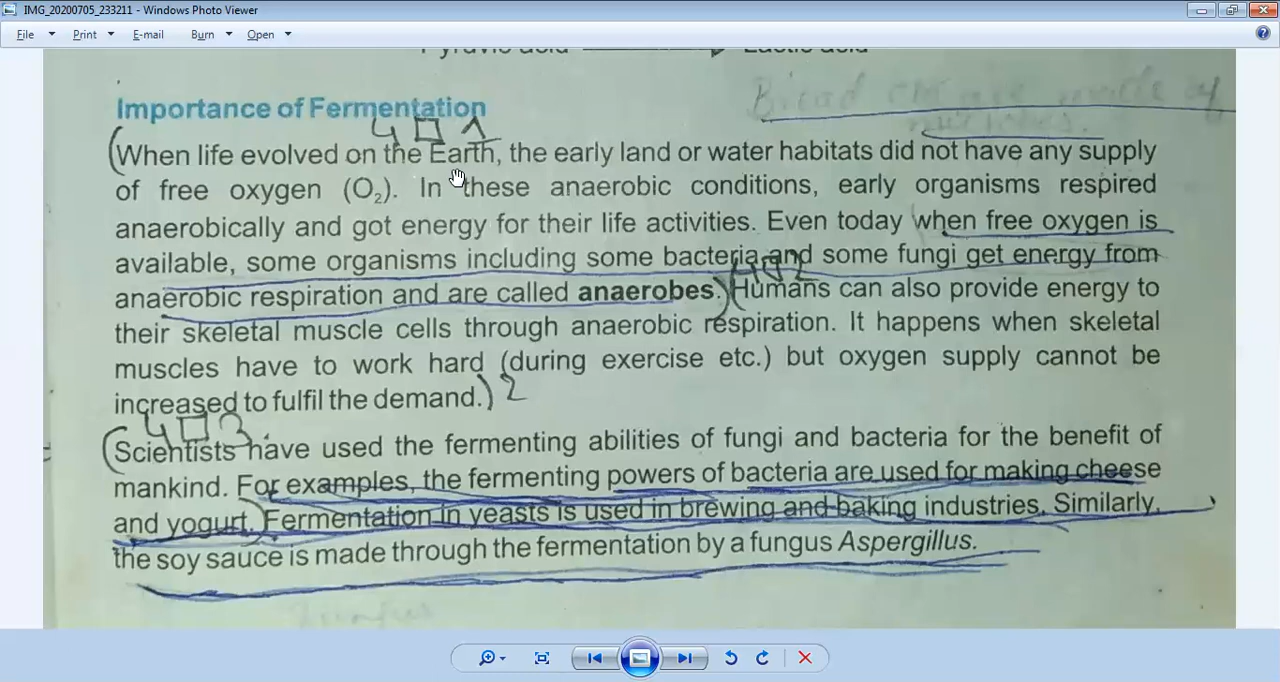 IMG_20200705_233211 - Windows Photo Viewer
File Print E-mail Burn Open
Pyruvic acid Lactic acid
Importance of Fermentation
When life evolved on the Earth, the early land or water habitats did not have any supply
of free oxygen (O₂). In these anaerobic conditions, early organisms respired
anaerobically and got energy for their life activities. Even today when free oxygen is
available, some organisms including some bacteria and some fungi get energy from
anaerobic respiration and are called anaerobes. Humans can also provide energy to
their skeletal muscle cells through anaerobic respiration. It happens when skeletal
muscles have to work hard (during exercise etc.) but oxygen supply cannot be
increased to fulfil the demand.) 2
Scientists have used the fermenting abilities of fungi and bacteria for the benefit of
mankind. For examples, the fermenting powers of bacteria are used for making cheese
and yogurt. Fermentation in yeasts is used in brewing and baking industries. Similarly,
the soy sauce is made through the fermentation by a fungus Aspergillus.